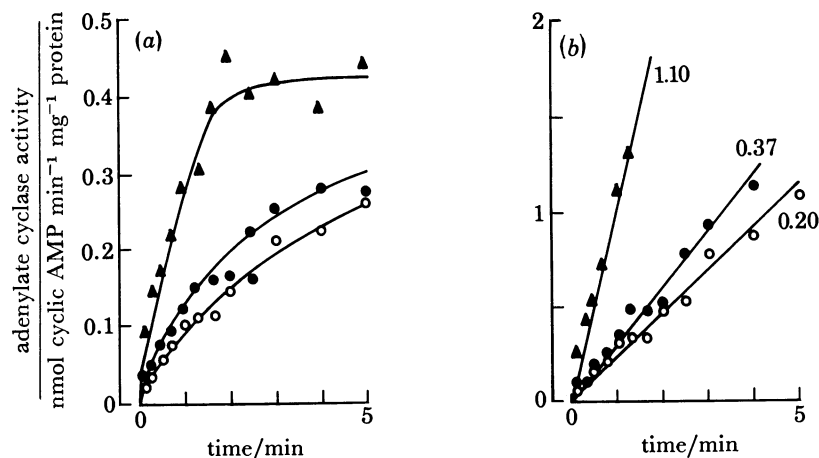 adenylate cyclase activity
nmol cyclic AMP min⁻¹ mg⁻¹ protein
(a)
0.5
0.4
0.3
0.2
0.1
0
0
5
time/min
(b)
2
1
0
1.10
0.37
0.20
0
5
time/min